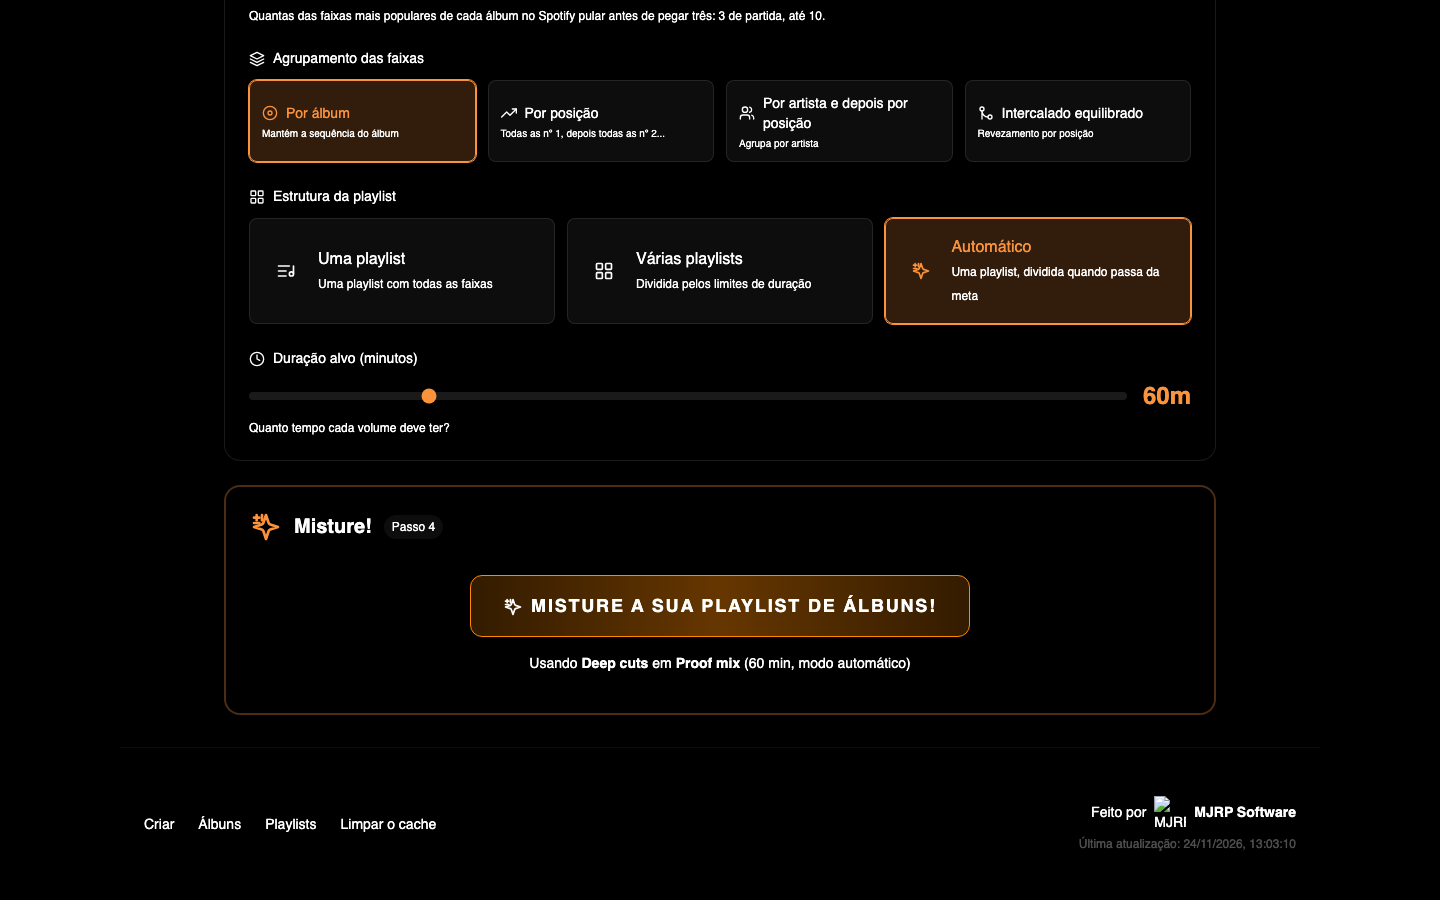 Quantas das faixas mais populares de cada álbum no Spotify pular antes de pegar três: 3 de partida, até 10.
Agrupamento das faixas
Por álbum
Mantém a sequência do álbum
Por posição
Todas as nº 1, depois todas as nº 2...
Por artista e depois por
posição
Agrupa por artista
Intercalado equilibrado
Revezamento por posição
Estrutura da playlist
Uma playlist
Uma playlist com todas as faixas
Várias playlists
Dividida pelos limites de duração
Automático
Uma playlist, dividida quando passa da
meta
Duração alvo (minutos)
60m
Quanto tempo cada volume deve ter?
Misture! Passo 4
MISTURE A SUA PLAYLIST DE ÁLBUNS!
Usando Deep cuts em Proof mix (60 min, modo automático)
Criar Álbuns Playlists Limpar o cache
Feito por MJRI MJRP Software
Última atualização: 24/11/2026, 13:03:10